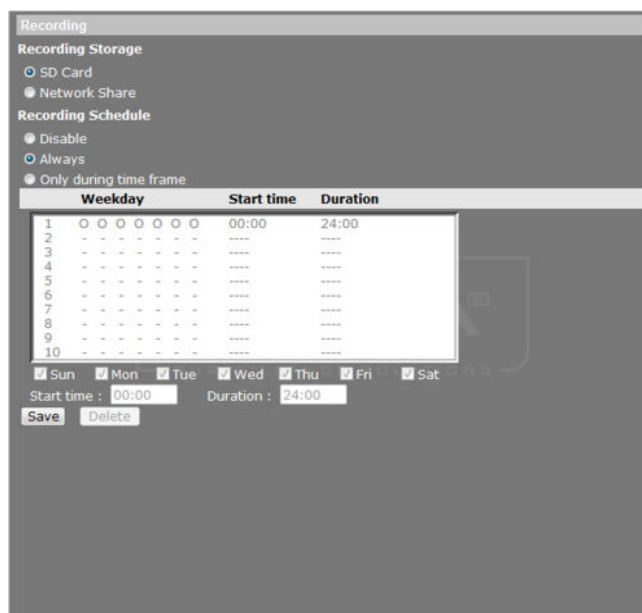 Recording
Recording Storage
SD Card
Network Share
Recording Schedule
Disable
Always
Only during time frame
Weekday Start time Duration
1 O O O O O O O 00:00 24:00
2 - - - - - - - ----  ----
3 - - - - - - - ----  ----
4 - - - - - - - ----  ----
5 - - - - - - - ----  ----
6 - - - - - - - ----  ----
7 - - - - - - - ----  ----
8 - - - - - - - ----  ----
9 - - - - - - - ----  ----
10 - - - - - - - ----  ----
Sun Mon Tue Wed Thu Fri Sat
Start time : 00:00 Duration : 24:00
Save Delete